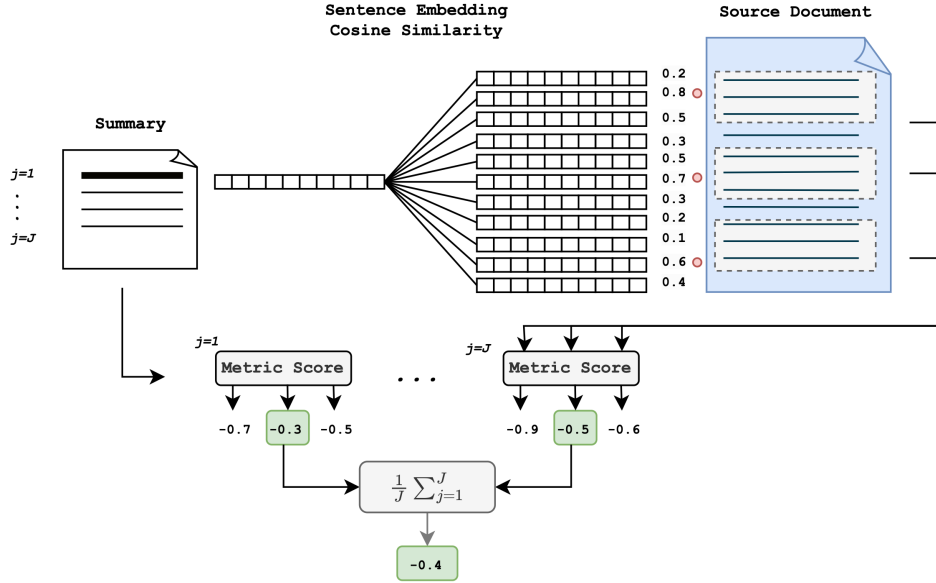 Sentence Embedding
Cosine Similarity
Source Document
Summary
j=1
.
.
.
j=J
0.2
0.8
0.5
0.3
0.5
0.7
0.3
0.2
0.1
0.6
0.4
j=1
Metric Score
...
j=J
Metric Score
-0.7
-0.3
-0.5
-0.9
-0.5
-0.6
1/J ∑_{j=1}^{J}
-0.4